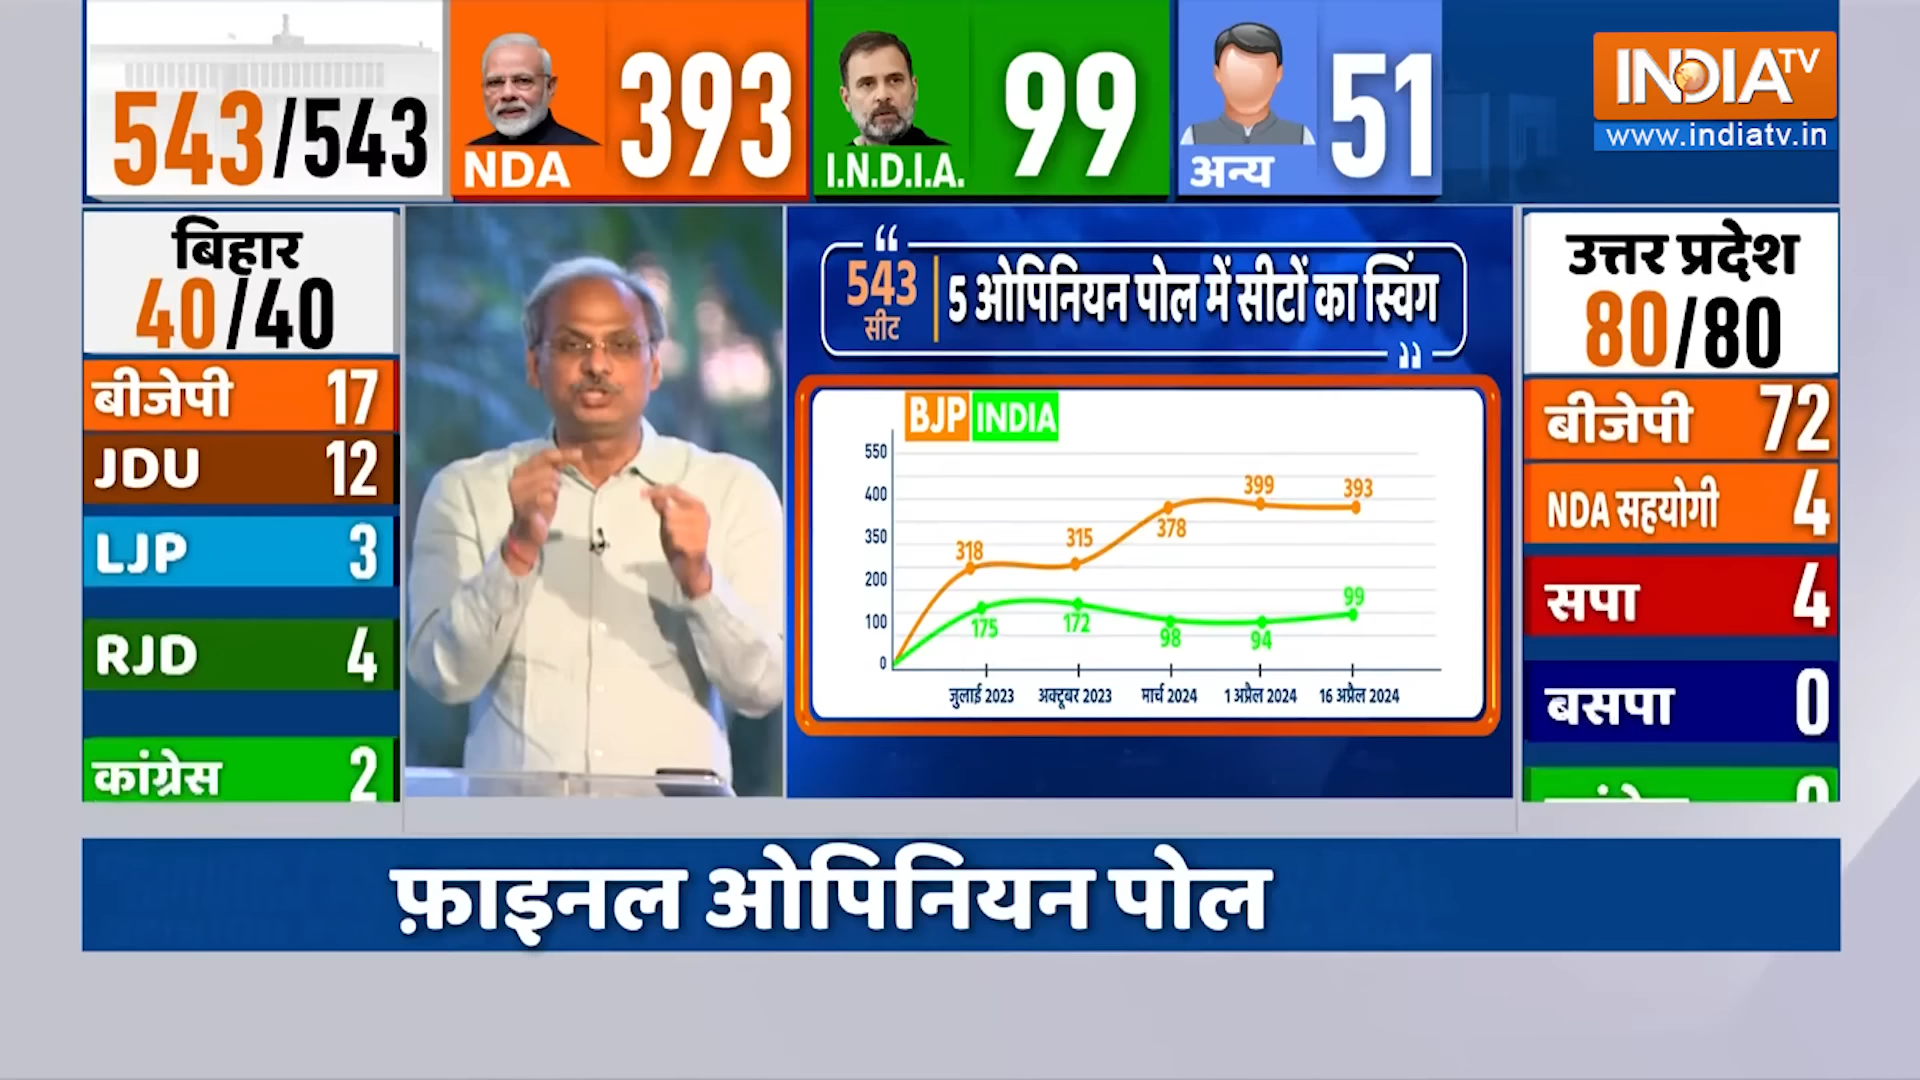 543/543
NDA 393
I.N.D.I.A. 99
अन्य 51
INDIA TV
www.indiatv.in
बिहार
40/40
बीजेपी 17
JDU 12
LJP 3
RJD 4
कांग्रेस 2
“
543 सीट
5 ओपिनियन पोल में सीटों का स्विंग
”
BJP INDIA
550
400
350
200
100
0
318 315 378 399 393
175 172 98 94 99
जुलाई 2023 अक्टूबर 2023 मार्च 2024 1 अप्रैल 2024 16 अप्रैल 2024
उत्तर प्रदेश
80/80
बीजेपी 72
NDA सहयोगी 4
सपा 4
बसपा 0
फ़ाइनल ओपिनियन पोल